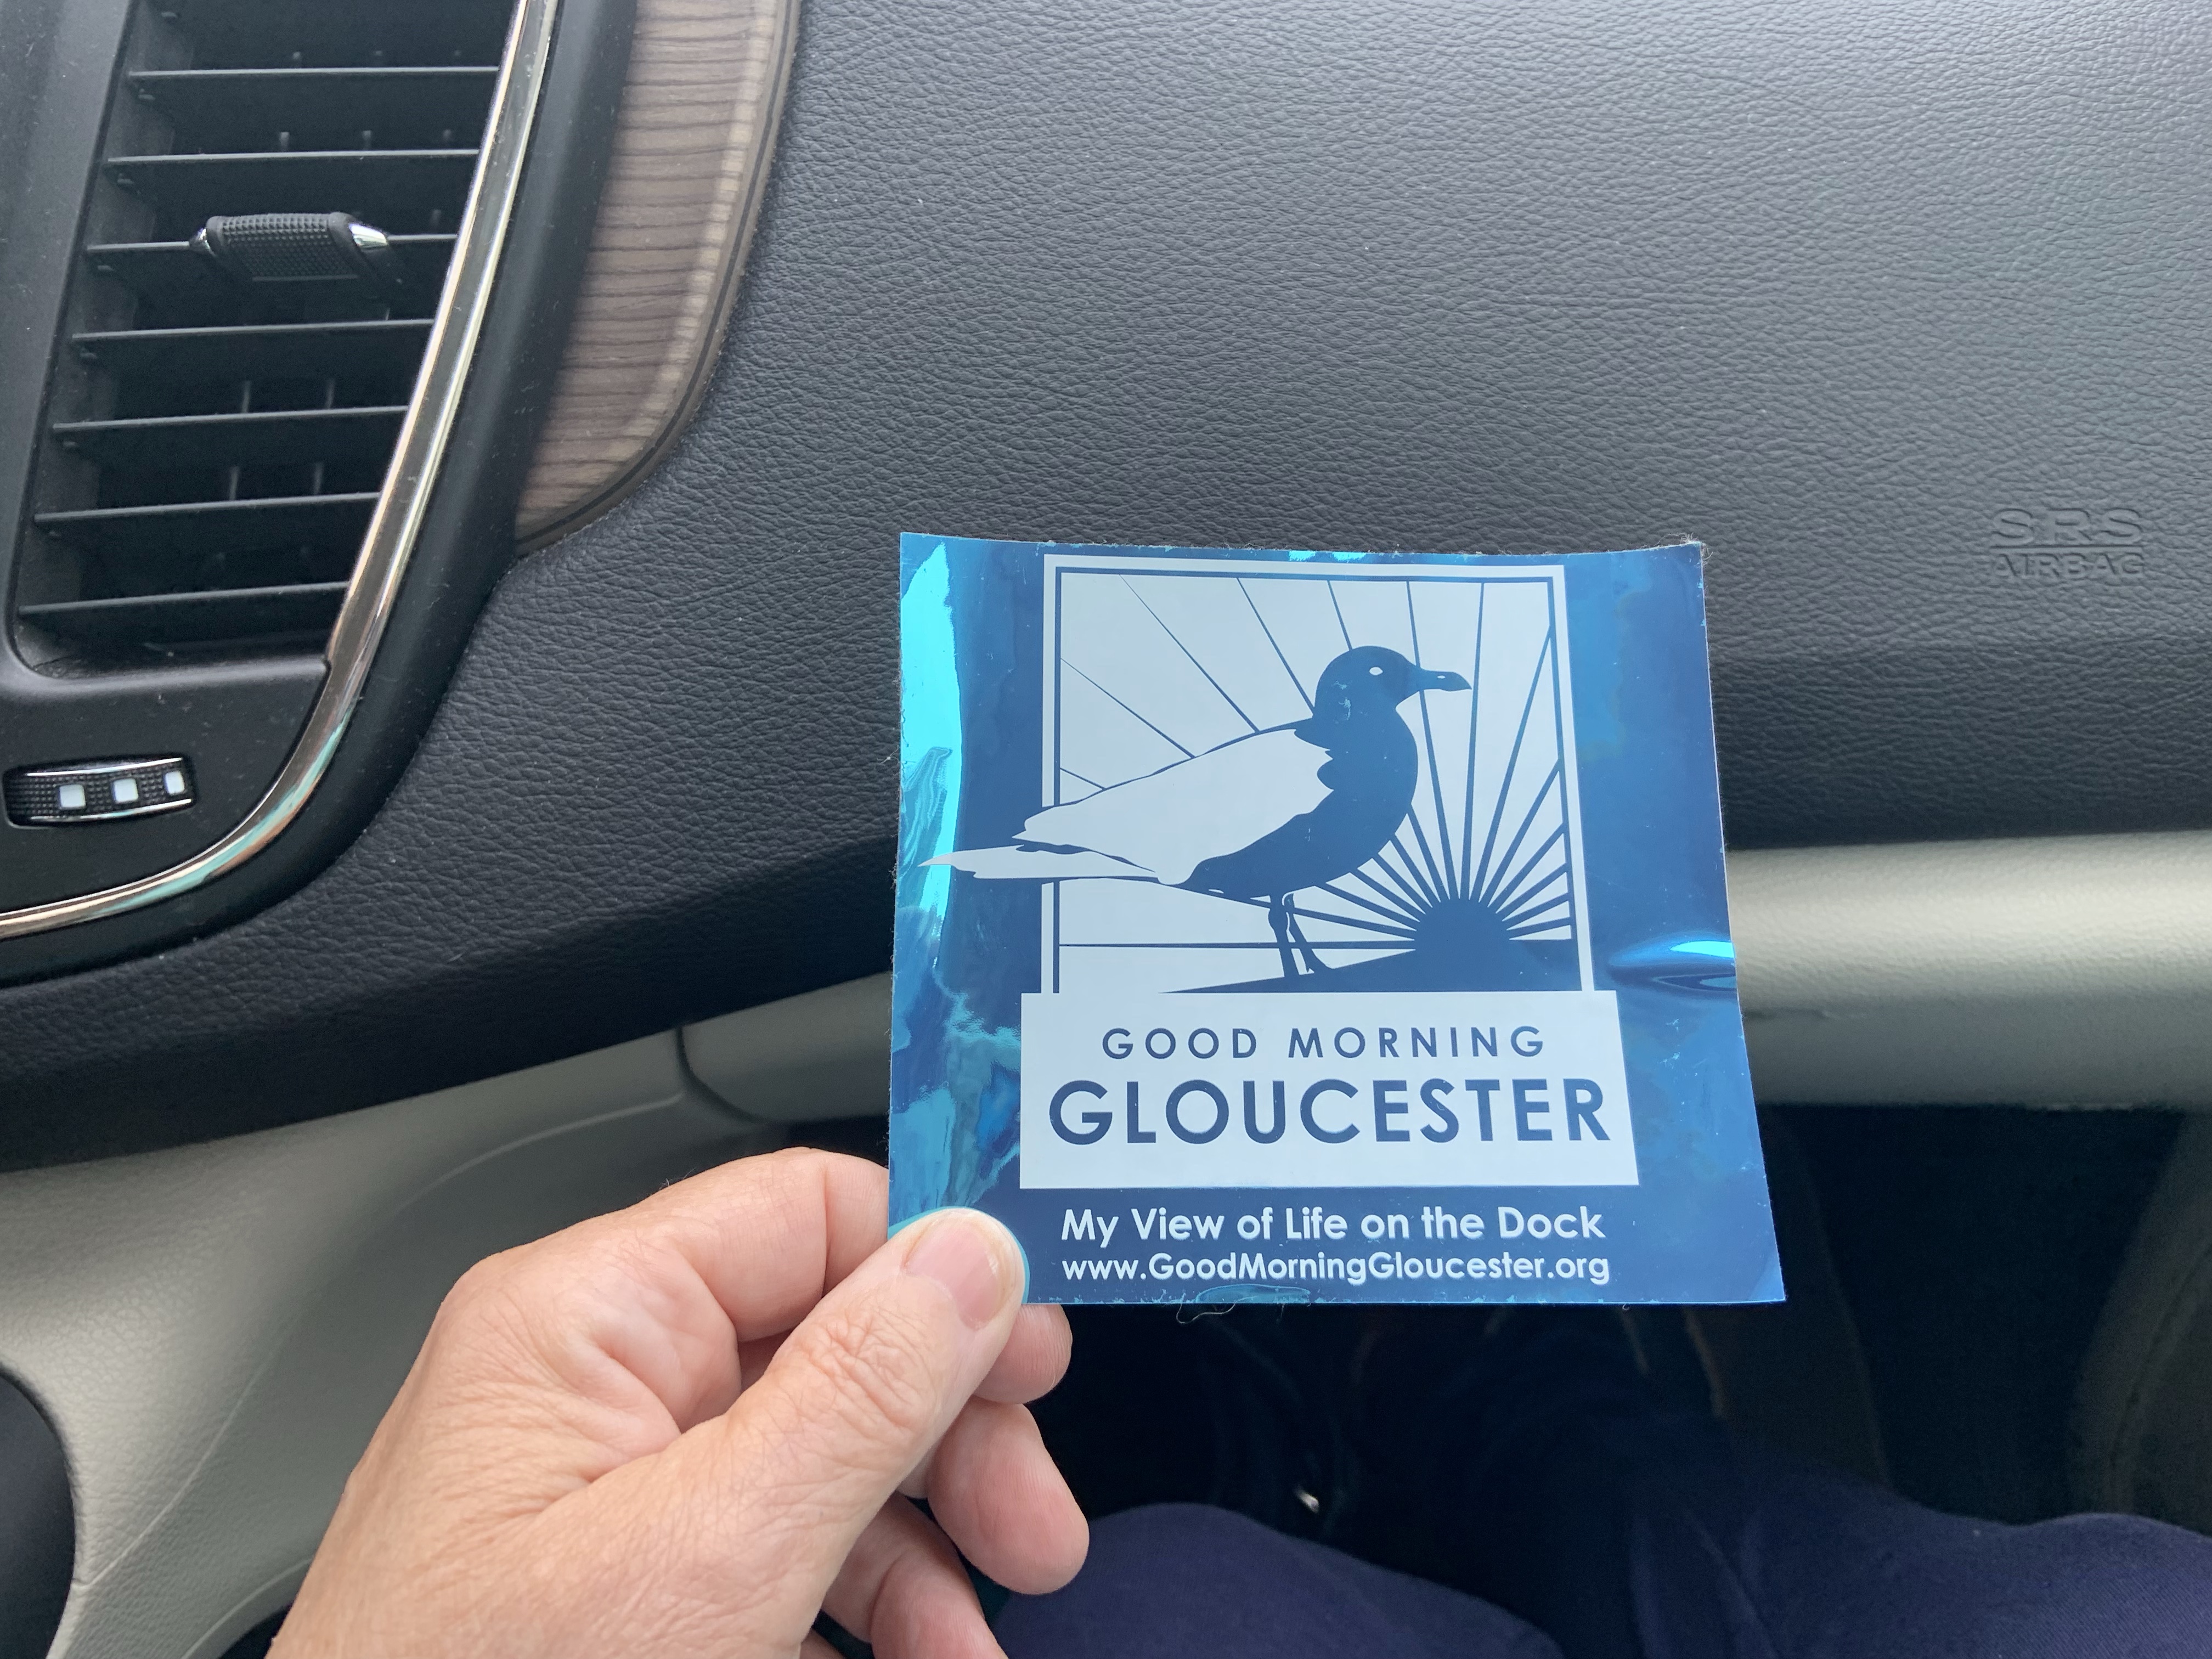 SRS
AIRBAG
GOOD MORNING
GLOUCESTER
My View of Life on the Dock
www.GoodMorningGloucester.org